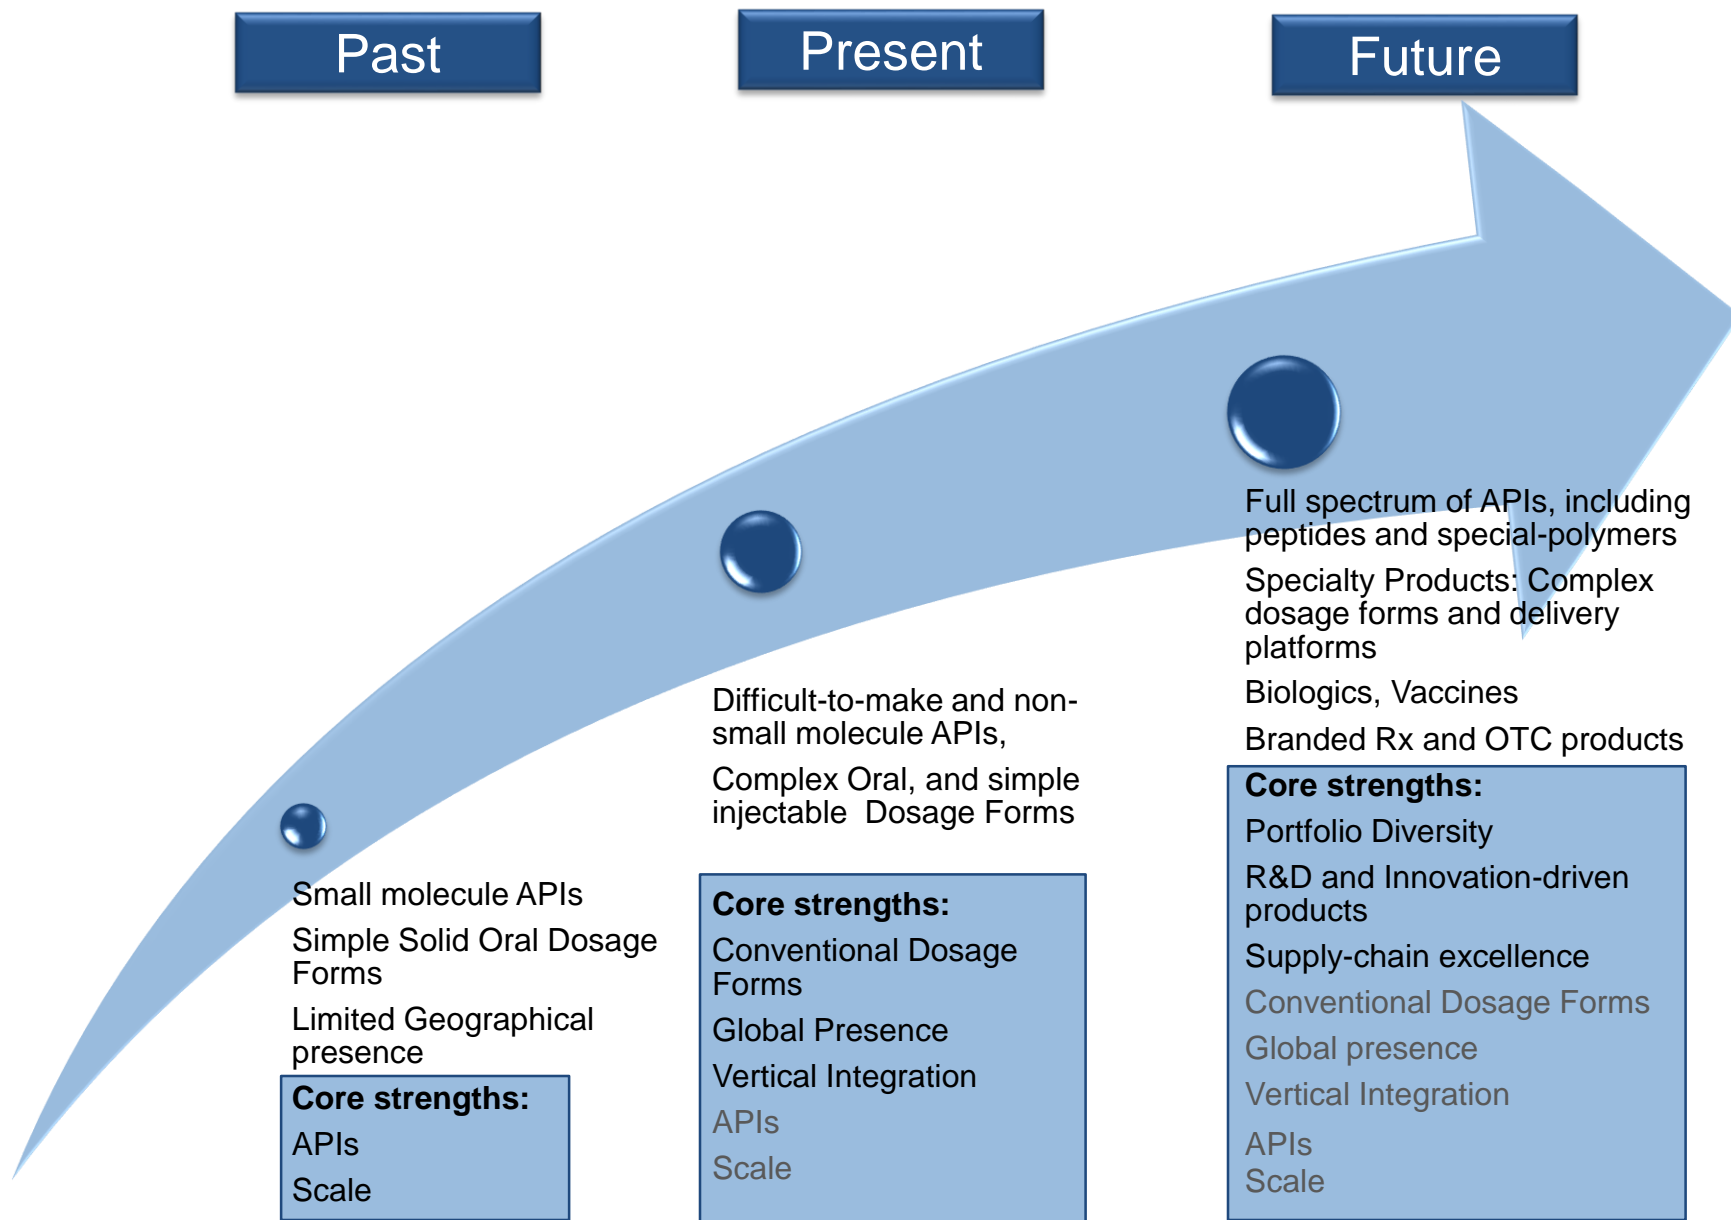 Past
Present
Future
Small molecule APIs
Simple Solid Oral Dosage
Forms
Limited Geographical
presence
Core strengths:
APIs
Scale
Difficult-to-make and non-
small molecule APIs,
Complex Oral, and simple
injectable  Dosage Forms
Core strengths:
Conventional Dosage
Forms
Global Presence
Vertical Integration
APIs
Scale
Full spectrum of APIs, including
peptides and special-polymers
Specialty Products: Complex
dosage forms and delivery
platforms
Biologics, Vaccines
Branded Rx and OTC products
Core strengths:
Portfolio Diversity
R&D and Innovation-driven
products
Supply-chain excellence
Conventional Dosage Forms
Global presence
Vertical Integration
APIs
Scale